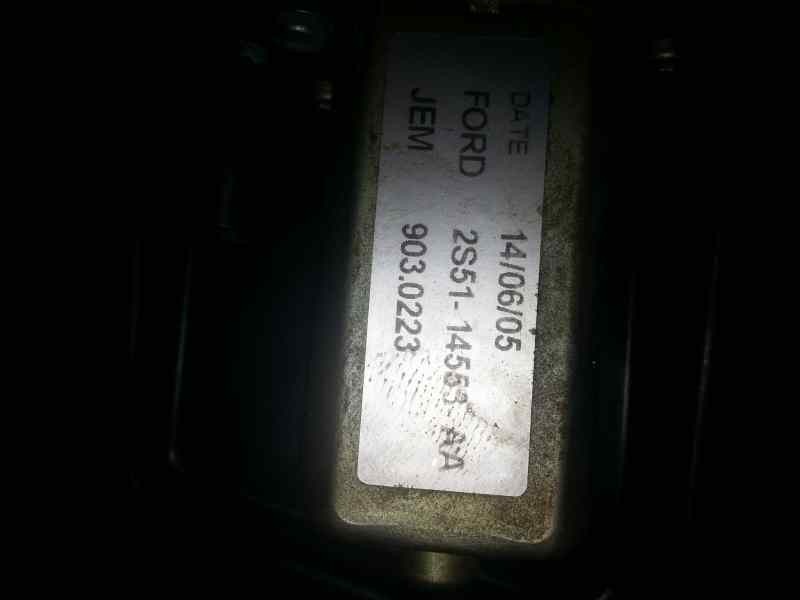 DATE 14/06/05
FORD 2S51-14553-AA
JEM 903.0223